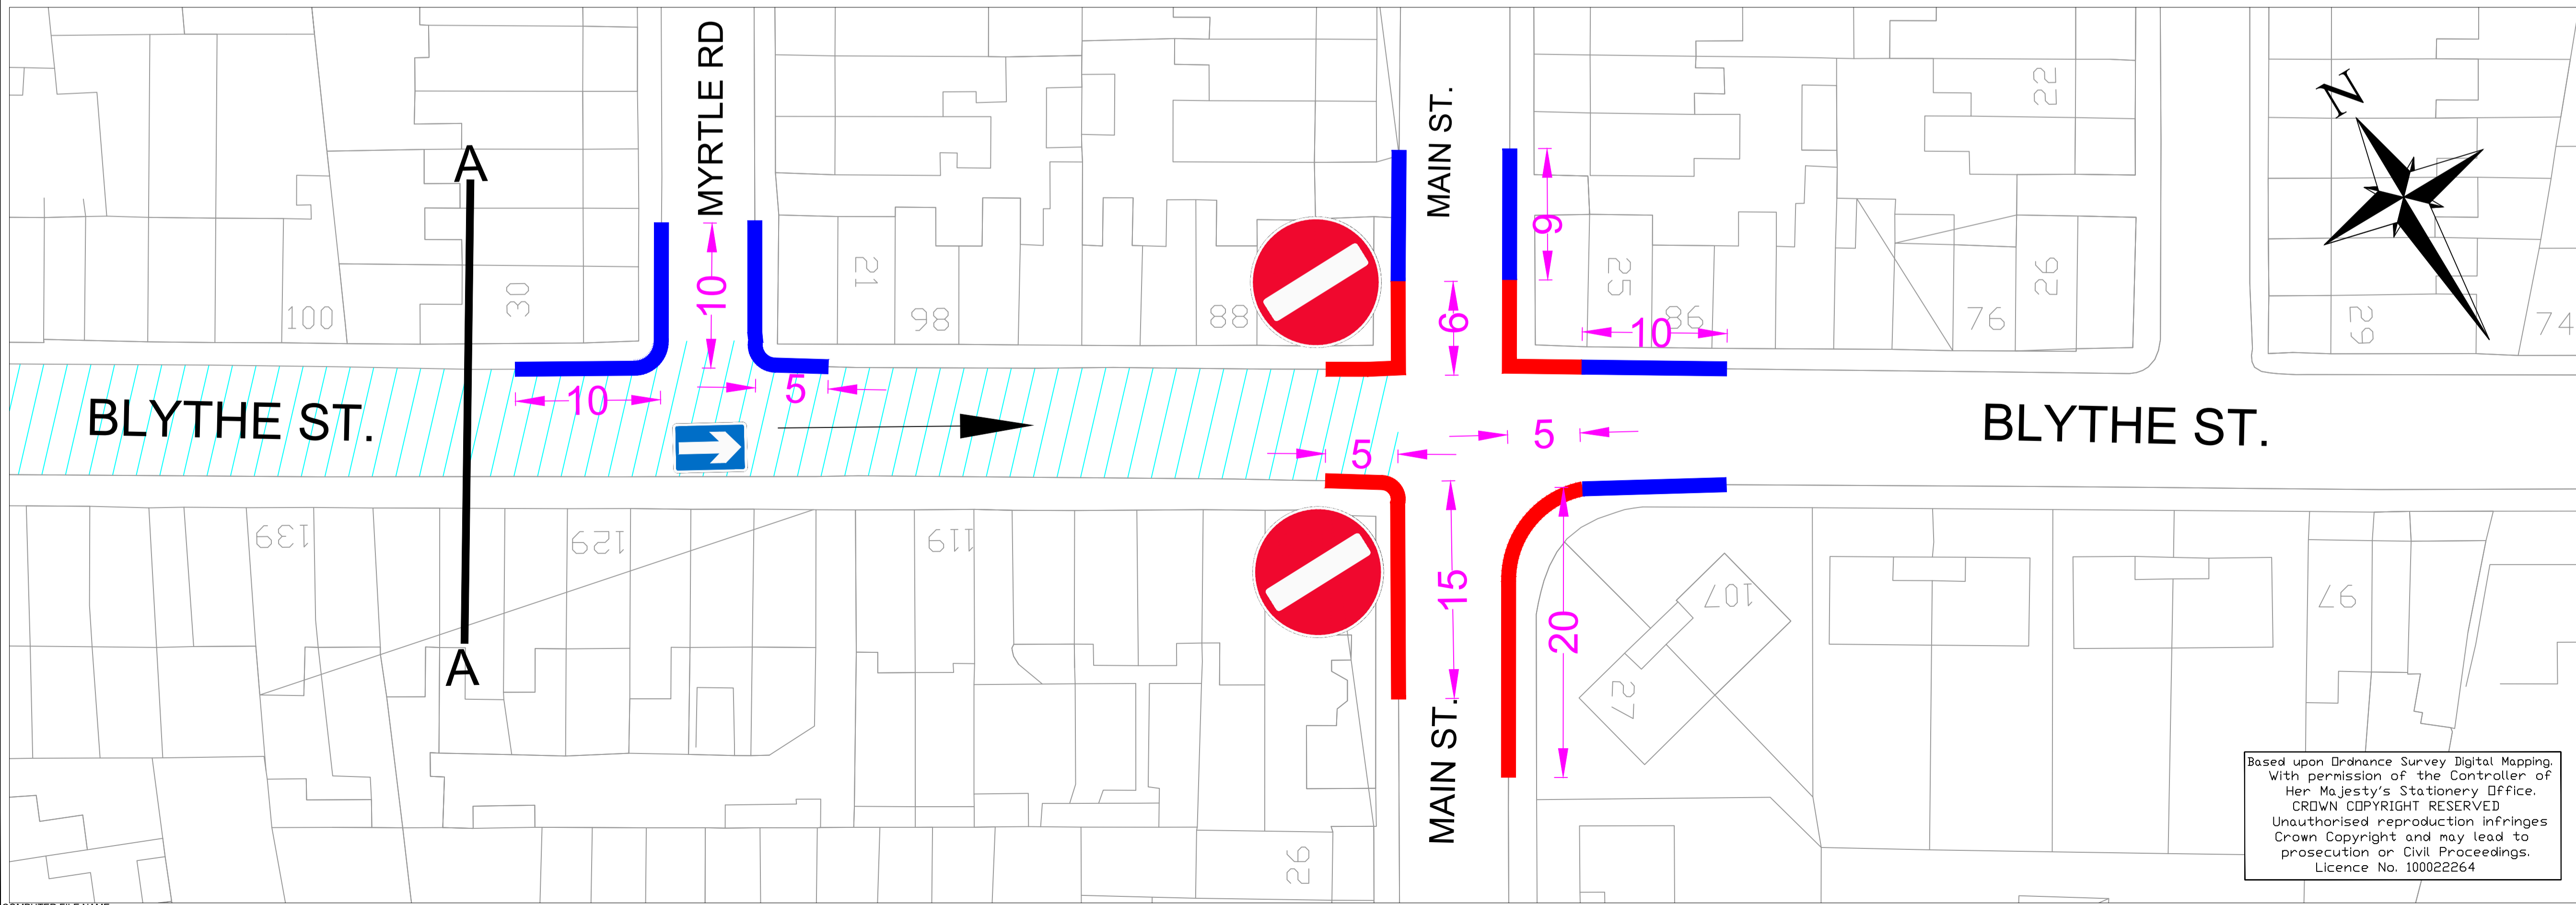 MYRTLE RD
MAIN ST.
N
22
A
9
21
25
26
10
30
100
98
88
6
86
10
76
29
74
10
5
BLYTHE ST.
BLYTHE ST.
5
5
139
129
119
15
107
97
20
A
27
MAIN ST.
26
Based upon Ordnance Survey Digital Mapping.
With permission of the Controller of
Her Majesty's Stationery Office.
CROWN COPYRIGHT RESERVED
Unauthorised reproduction infringes
Crown Copyright and may lead to
prosecution or Civil Proceedings.
Licence No. 100022264